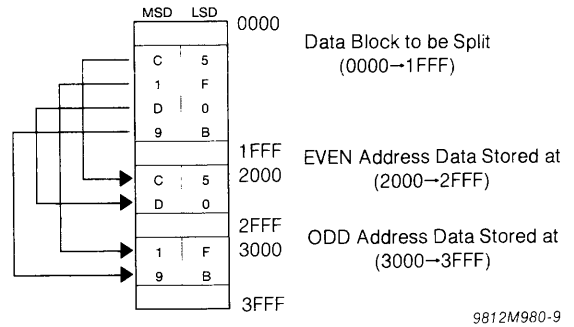 MSD LSD
0000
Data Block to be Split
(0000→1FFF)
C 5
1 F
D 0
9 B
1FFF
EVEN Address Data Stored at
2000
(2000→2FFF)
C 5
D 0
2FFF
ODD Address Data Stored at
3000
(3000→3FFF)
1 F
9 B
3FFF
9812M980-9